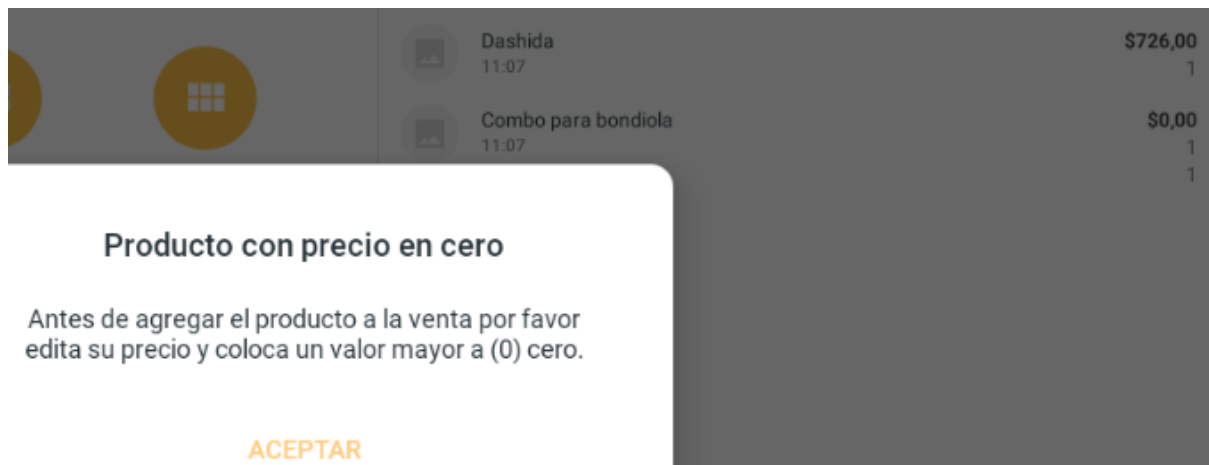 Dashida
$726,00
11:07
1
Combo para bondiola
$0,00
11:07
1
1
Producto con precio en cero
Antes de agregar el producto a la venta por favor
edita su precio y coloca un valor mayor a (0) cero.
ACEPTAR